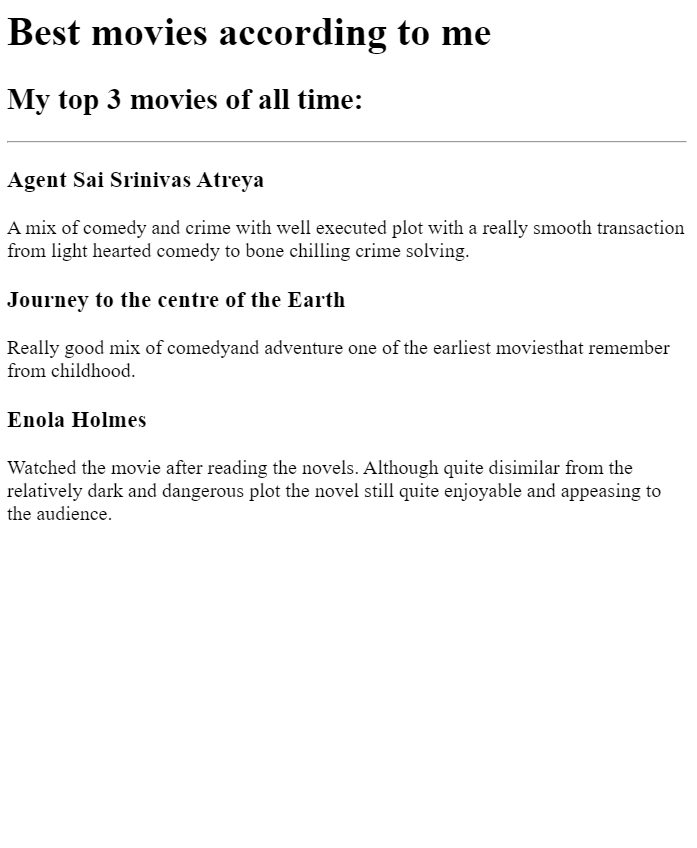 Best movies according to me
My top 3 movies of all time:
Agent Sai Srinivas Atreya
A mix of comedy and crime with well executed plot with a really smooth transaction
from light hearted comedy to bone chilling crime solving.
Journey to the centre of the Earth
Really good mix of comedyand adventure one of the earliest moviesthat remember
from childhood.
Enola Holmes
Watched the movie after reading the novels. Although quite disimilar from the
relatively dark and dangerous plot the novel still quite enjoyable and appeasing to
the audience.